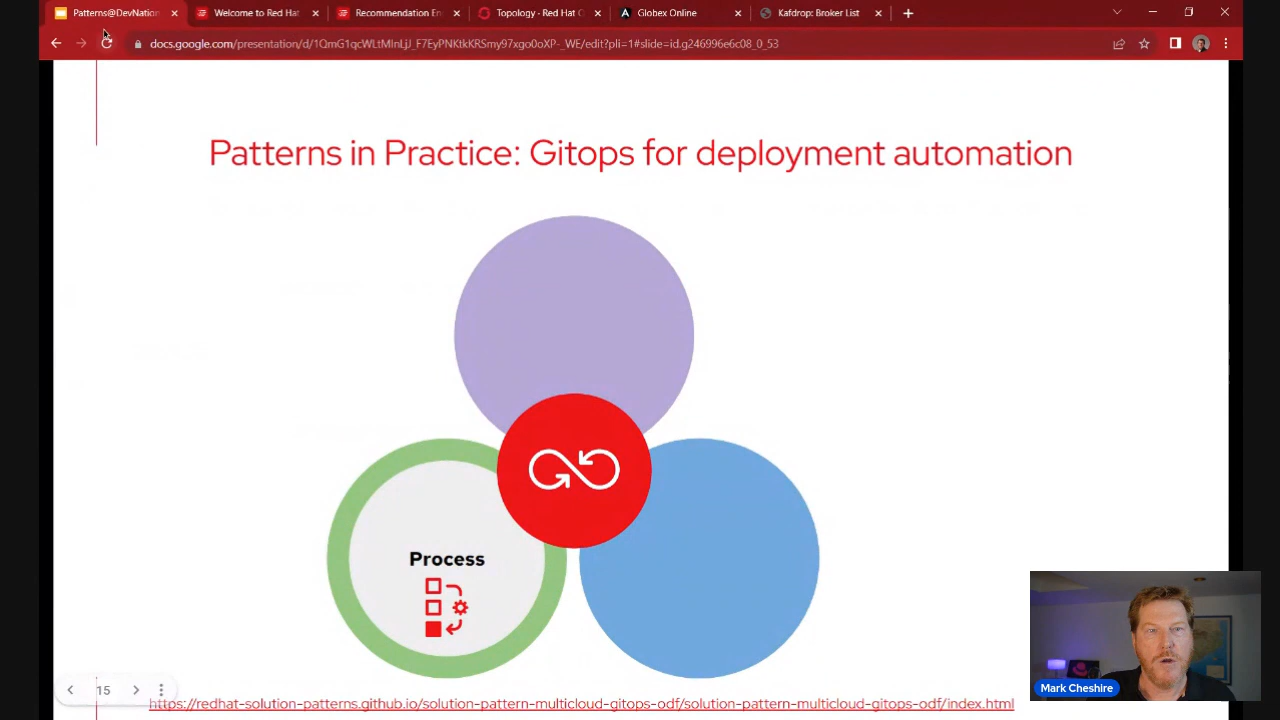 Patterns@DevNation
Welcome to Red Hat
Recommendation En
Topology - Red Hat O
Globex Online
Kafdrop: Broker List
docs.google.com/presentation/d/1QmG1qcWLtMlnLjJ_F7EyPNKtkKRSmy97xgo0oXP-_WE/edit?pli=1#slide=id.g246996e6c08_0_53
Patterns in Practice: Gitops for deployment automation
Process
15
https://redhat-solution-patterns.github.io/solution-pattern-multicloud-gitops-odf/solution-pattern-multicloud-gitops-odf/index.html
Mark Cheshire